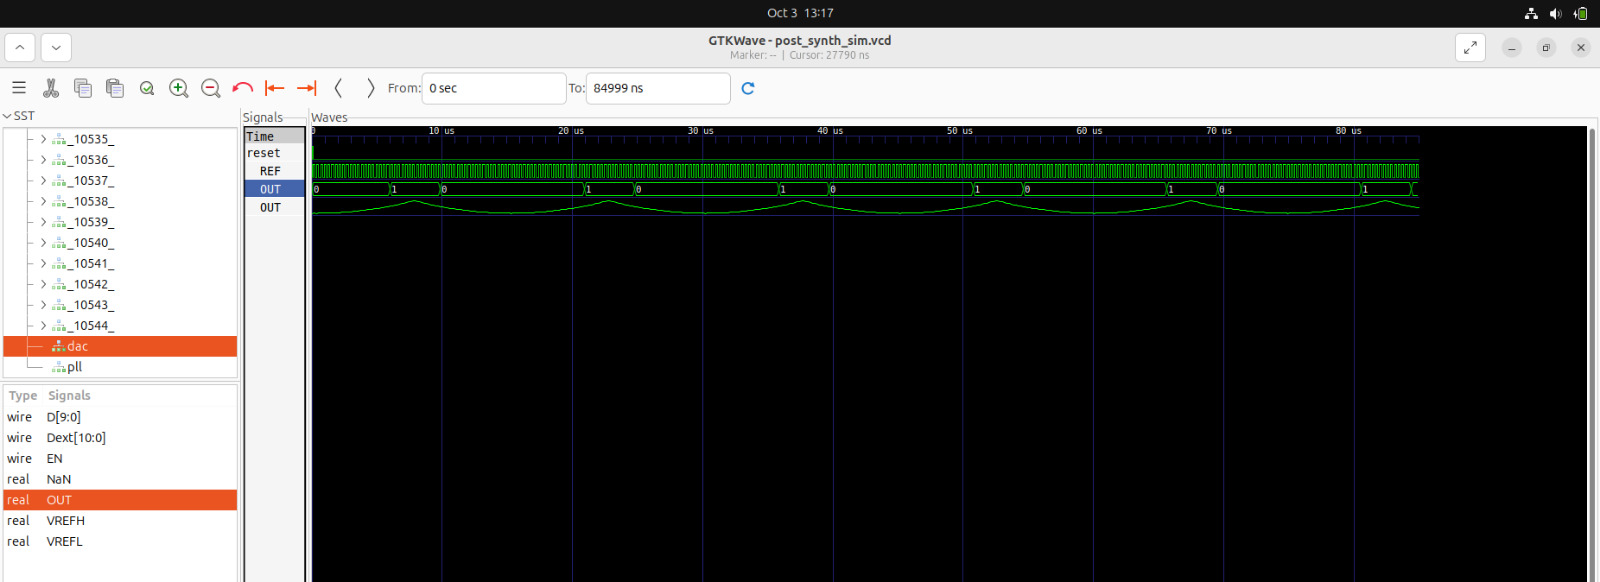 Oct 3 13:17
GTKWave - post_synth_sim.vcd
Marker: -- | Cursor: 27790 ns
From: 0 sec To: 84999 ns
SST
_10535_
_10536_
_10537_
_10538_
_10539_
_10540_
_10541_
_10542_
_10543_
_10544_
dac
pll
Type Signals
wire D[9:0]
wire Dext[10:0]
wire EN
real NaN
real OUT
real VREFH
real VREFL
Signals
Time
reset
REF
OUT
OUT
Waves
0 10 us 20 us 30 us 40 us 50 us 60 us 70 us 80 us
0 1 0 1 0 1 0 1 0 1 0 1